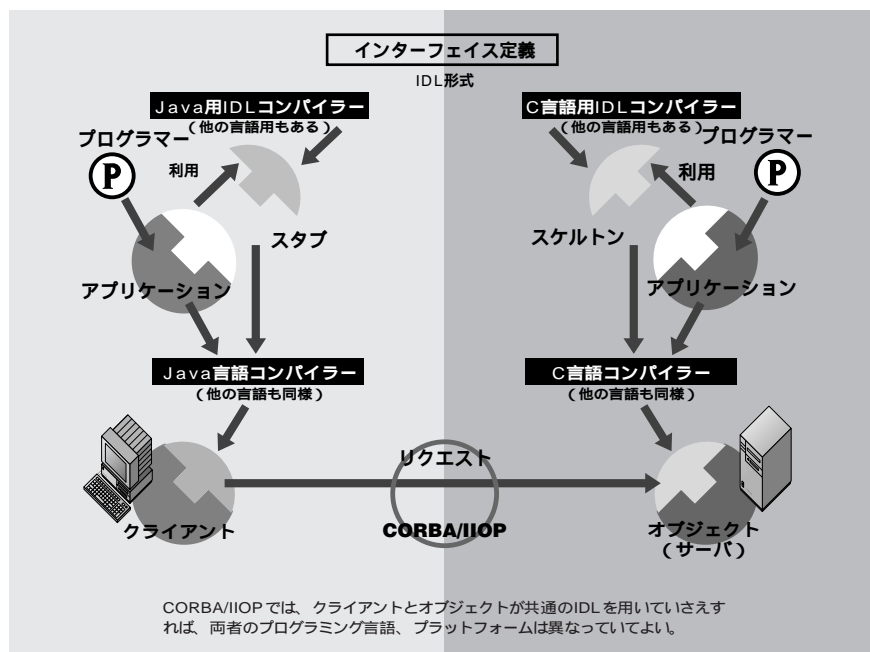 インターフェイス定義
IDL形式
Java用IDLコンパイラー
(他の言語用もある)
プログラマー
P
利用
スタブ
アプリケーション
Java言語コンパイラー
(他の言語も同様)
C言語用IDLコンパイラー
(他の言語用もある)
プログラマー
P
利用
スケルトン
アプリケーション
C言語コンパイラー
(他の言語も同様)
リクエスト
CORBA/IIOP
クライアント
オブジェクト
(サーバ)
CORBA/IIOPでは、クライアントとオブジェクトが共通のIDLを用いていさえす
れば、両者のプログラミング言語、プラットフォームは異なっていてよい。